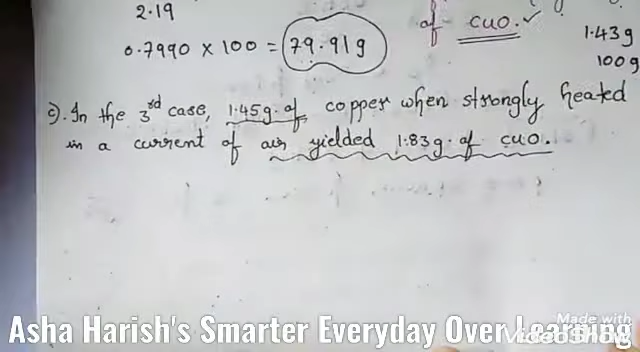 2.19
of CuO. ✓
1.43g
0.7990 × 100 = 79.91g
100g
c). In the 3rd case, 1.45g. of copper when strongly heated
in a current of air yielded 1.83g. of CuO.
Made with
VideoShow
Asha Harish's Smarter Everyday Over Learning